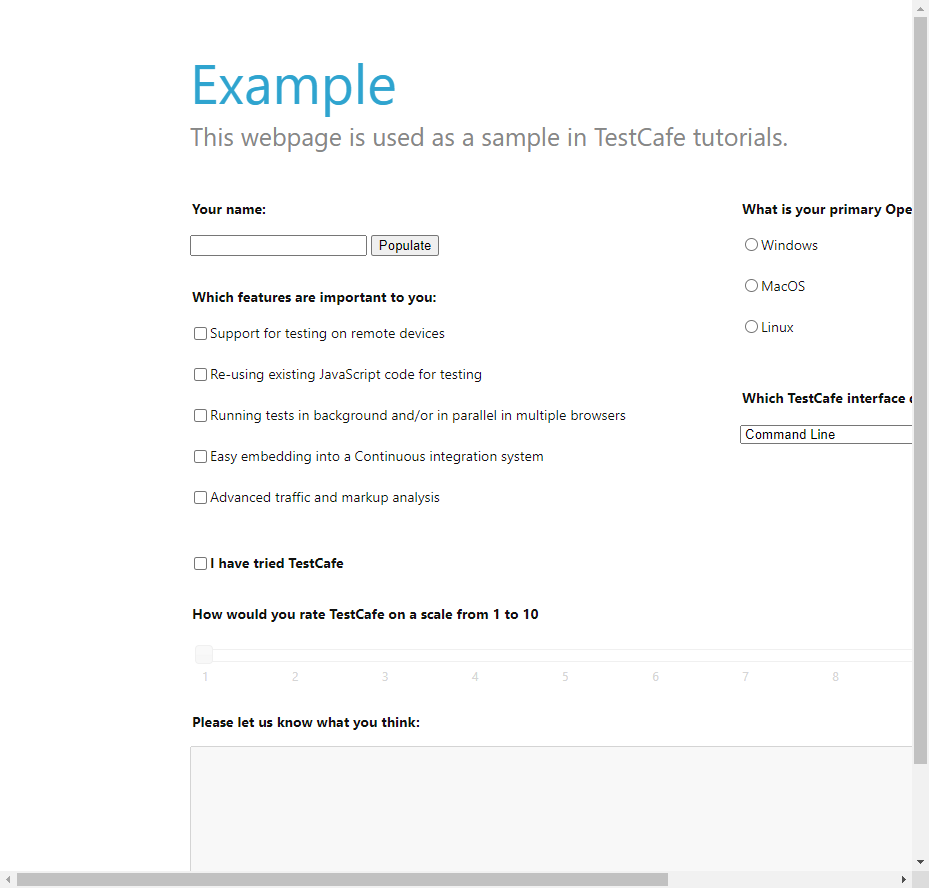 Example
This webpage is used as a sample in TestCafe tutorials.
Your name:
Populate
Which features are important to you:
Support for testing on remote devices
Re-using existing JavaScript code for testing
Running tests in background and/or in parallel in multiple browsers
Easy embedding into a Continuous integration system
Advanced traffic and markup analysis
What is your primary Ope
Windows
MacOS
Linux
Which TestCafe interface
Command Line
I have tried TestCafe
How would you rate TestCafe on a scale from 1 to 10
1 2 3 4 5 6 7 8
Please let us know what you think: